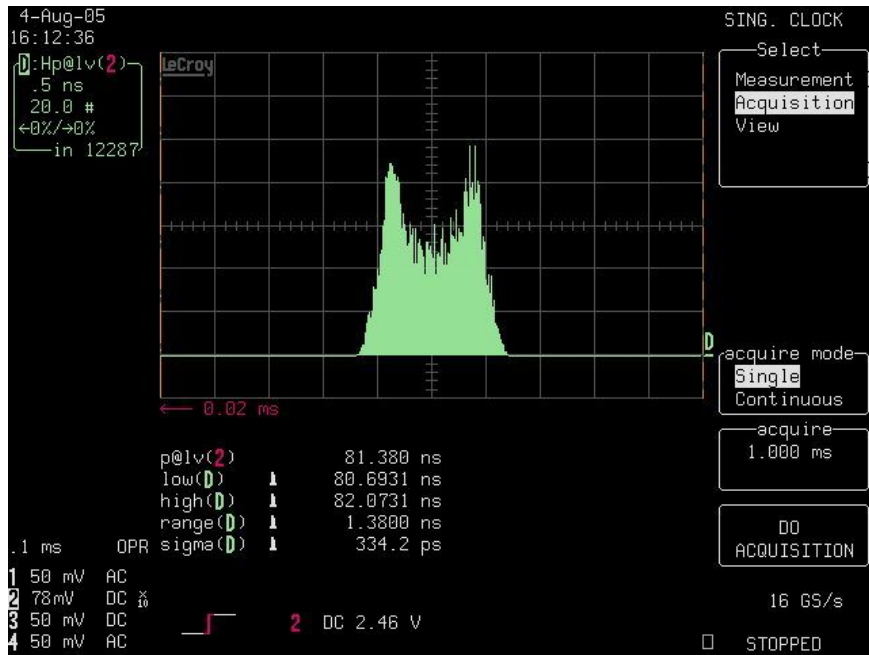 4-Aug-05
16:12:36
D:Hp@lv(2)
.5 ns
20.0 #
←0%/→0%
in 12287
LeCroy
D
← 0.02 ms
p@lv(2) 81.380 ns
low(D) 80.6931 ns
high(D) 82.0731 ns
range(D) 1.3800 ns
sigma(D) 334.2 ps
.1 ms OPR
1 50 mV AC
2 78mV DC X10
3 50 mV DC
4 50 mV AC
2 DC 2.46 V
SING. CLOCK
Select
Measurement
Acquisition
View
acquire mode
Single
Continuous
acquire
1.000 ms
DO
ACQUISITION
16 GS/s
STOPPED